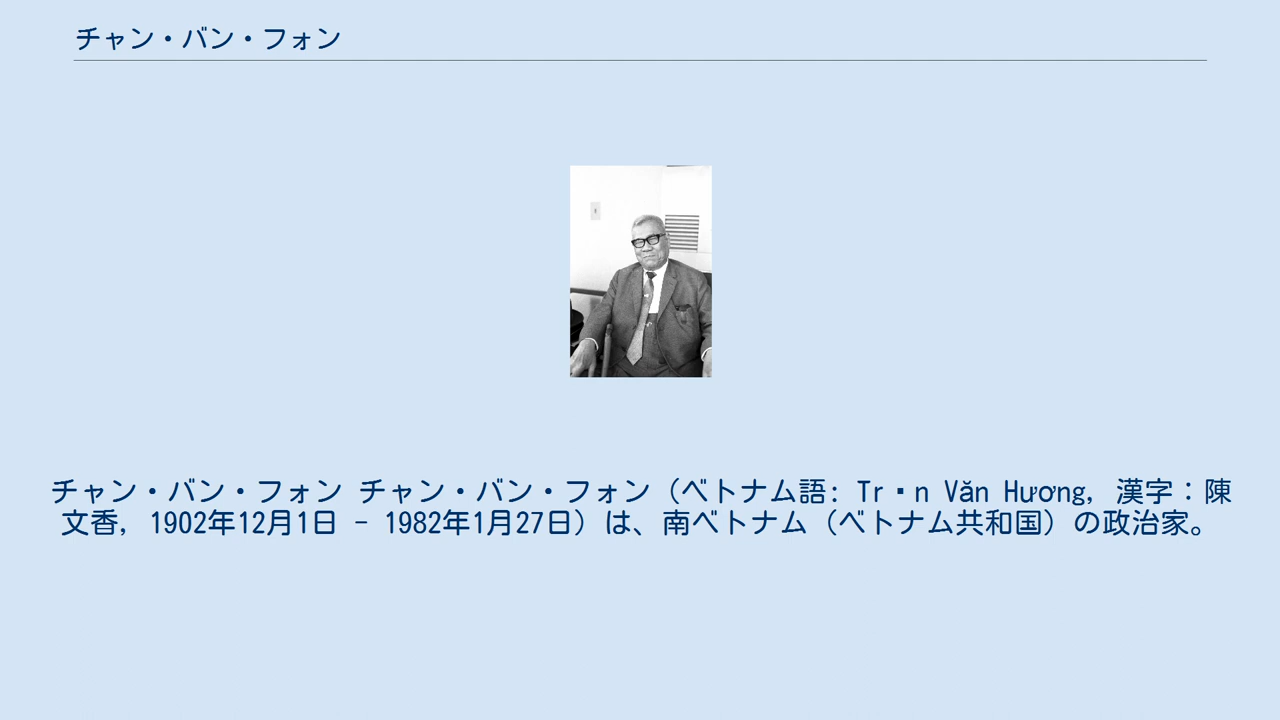 チャン・バン・フォン
チャン・バン・フォン チャン・バン・フォン（ベトナム語: Tr▪n Văn Hương, 漢字：陳
文香, 1902年12月1日 - 1982年1月27日）は、南ベトナム（ベトナム共和国）の政治家。